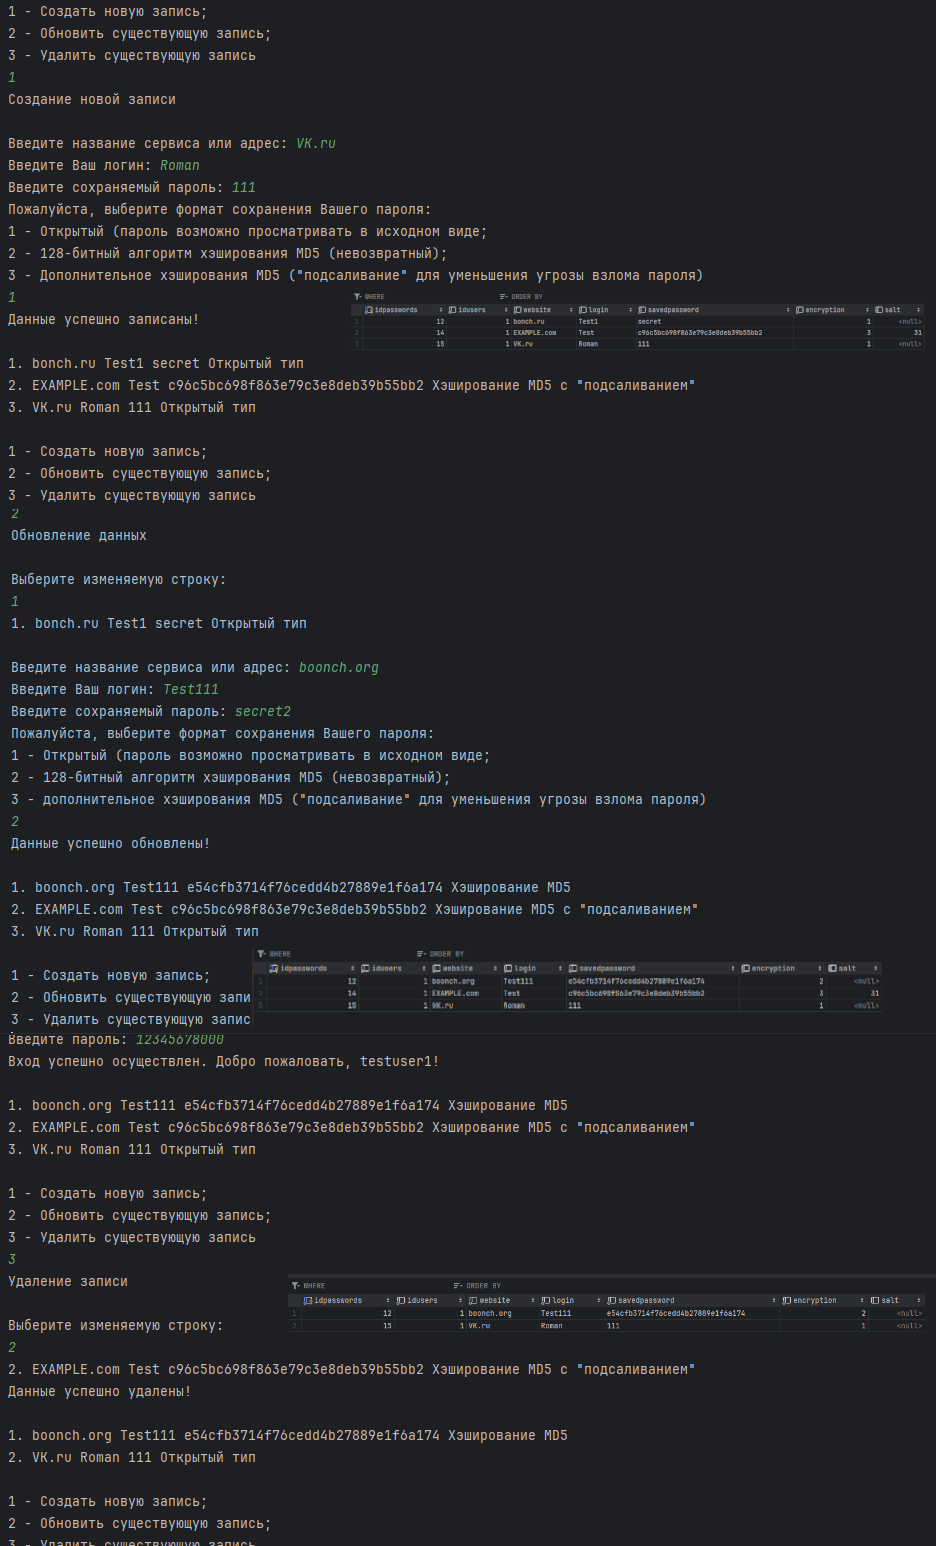 1 - Создать новую запись;
2 - Обновить существующую запись;
3 - Удалить существующую запись
1
Создание новой записи
Введите название сервиса или адрес: VK.ru
Введите Ваш логин: Roman
Введите сохраняемый пароль: 111
Пожалуйста, выберите формат сохранения Вашего пароля:
1 - Открытый (пароль возможно просматривать в исходном виде;
2 - 128-битный алгоритм хэширования MD5 (невозвратный);
3 - Дополнительное хэширования MD5 ("подсаливание" для уменьшения угрозы взлома пароля)
1
Данные успешно записаны!
WHERE ORDER BY
idpasswords idusers website login savedpassword encryption salt
1 12 1 bonch.ru Test1 secret 1 <null>
2 14 1 EXAMPLE.com Test c96c5bc698f863e79c3e8deb39b55bb2 3 31
3 15 1 VK.ru Roman 111 1 <null>
1. bonch.ru Test1 secret Открытый тип
2. EXAMPLE.com Test c96c5bc698f863e79c3e8deb39b55bb2 Хэширование MD5 с "подсаливанием"
3. VK.ru Roman 111 Открытый тип
1 - Создать новую запись;
2 - Обновить существующую запись;
3 - Удалить существующую запись
2
Обновление данных
Выберите изменяемую строку:
1
1. bonch.ru Test1 secret Открытый тип
Введите название сервиса или адрес: boonch.org
Введите Ваш логин: Test111
Введите сохраняемый пароль: secret2
Пожалуйста, выберите формат сохранения Вашего пароля:
1 - Открытый (пароль возможно просматривать в исходном виде;
2 - 128-битный алгоритм хэширования MD5 (невозвратный);
3 - дополнительное хэширования MD5 ("подсаливание" для уменьшения угрозы взлома пароля)
2
Данные успешно обновлены!
1. boonch.org Test111 e54cfb3714f76cedd4b27889e1f6a174 Хэширование MD5
2. EXAMPLE.com Test c96c5bc698f863e79c3e8deb39b55bb2 Хэширование MD5 с "подсаливанием"
3. VK.ru Roman 111 Открытый тип
WHERE ORDER BY
idpasswords idusers website login savedpassword encryption salt
1 12 1 boonch.org Test111 e54cfb3714f76cedd4b27889e1f6a174 2 <null>
2 14 1 EXAMPLE.com Test c96c5bc698f863e79c3e8deb39b55bb2 3 31
3 15 1 VK.ru Roman 111 1 <null>
1 - Создать новую запись;
2 - Обновить существующую запи
3 - Удалить существующую запис
Введите пароль: 12345678000
Вход успешно осуществлен. Добро пожаловать, testuser1!
1. boonch.org Test111 e54cfb3714f76cedd4b27889e1f6a174 Хэширование MD5
2. EXAMPLE.com Test c96c5bc698f863e79c3e8deb39b55bb2 Хэширование MD5 с "подсаливанием"
3. VK.ru Roman 111 Открытый тип
1 - Создать новую запись;
2 - Обновить существующую запись;
3 - Удалить существующую запись
3
Удаление записи
WHERE ORDER BY
idpasswords idusers website login savedpassword encryption salt
1 12 1 boonch.org Test111 e54cfb3714f76cedd4b27889e1f6a174 2 <null>
2 15 1 VK.ru Roman 111 1 <null>
Выберите изменяемую строку:
2
2. EXAMPLE.com Test c96c5bc698f863e79c3e8deb39b55bb2 Хэширование MD5 с "подсаливанием"
Данные успешно удалены!
1. boonch.org Test111 e54cfb3714f76cedd4b27889e1f6a174 Хэширование MD5
2. VK.ru Roman 111 Открытый тип
1 - Создать новую запись;
2 - Обновить существующую запись;
3 - Удалить существующую запись